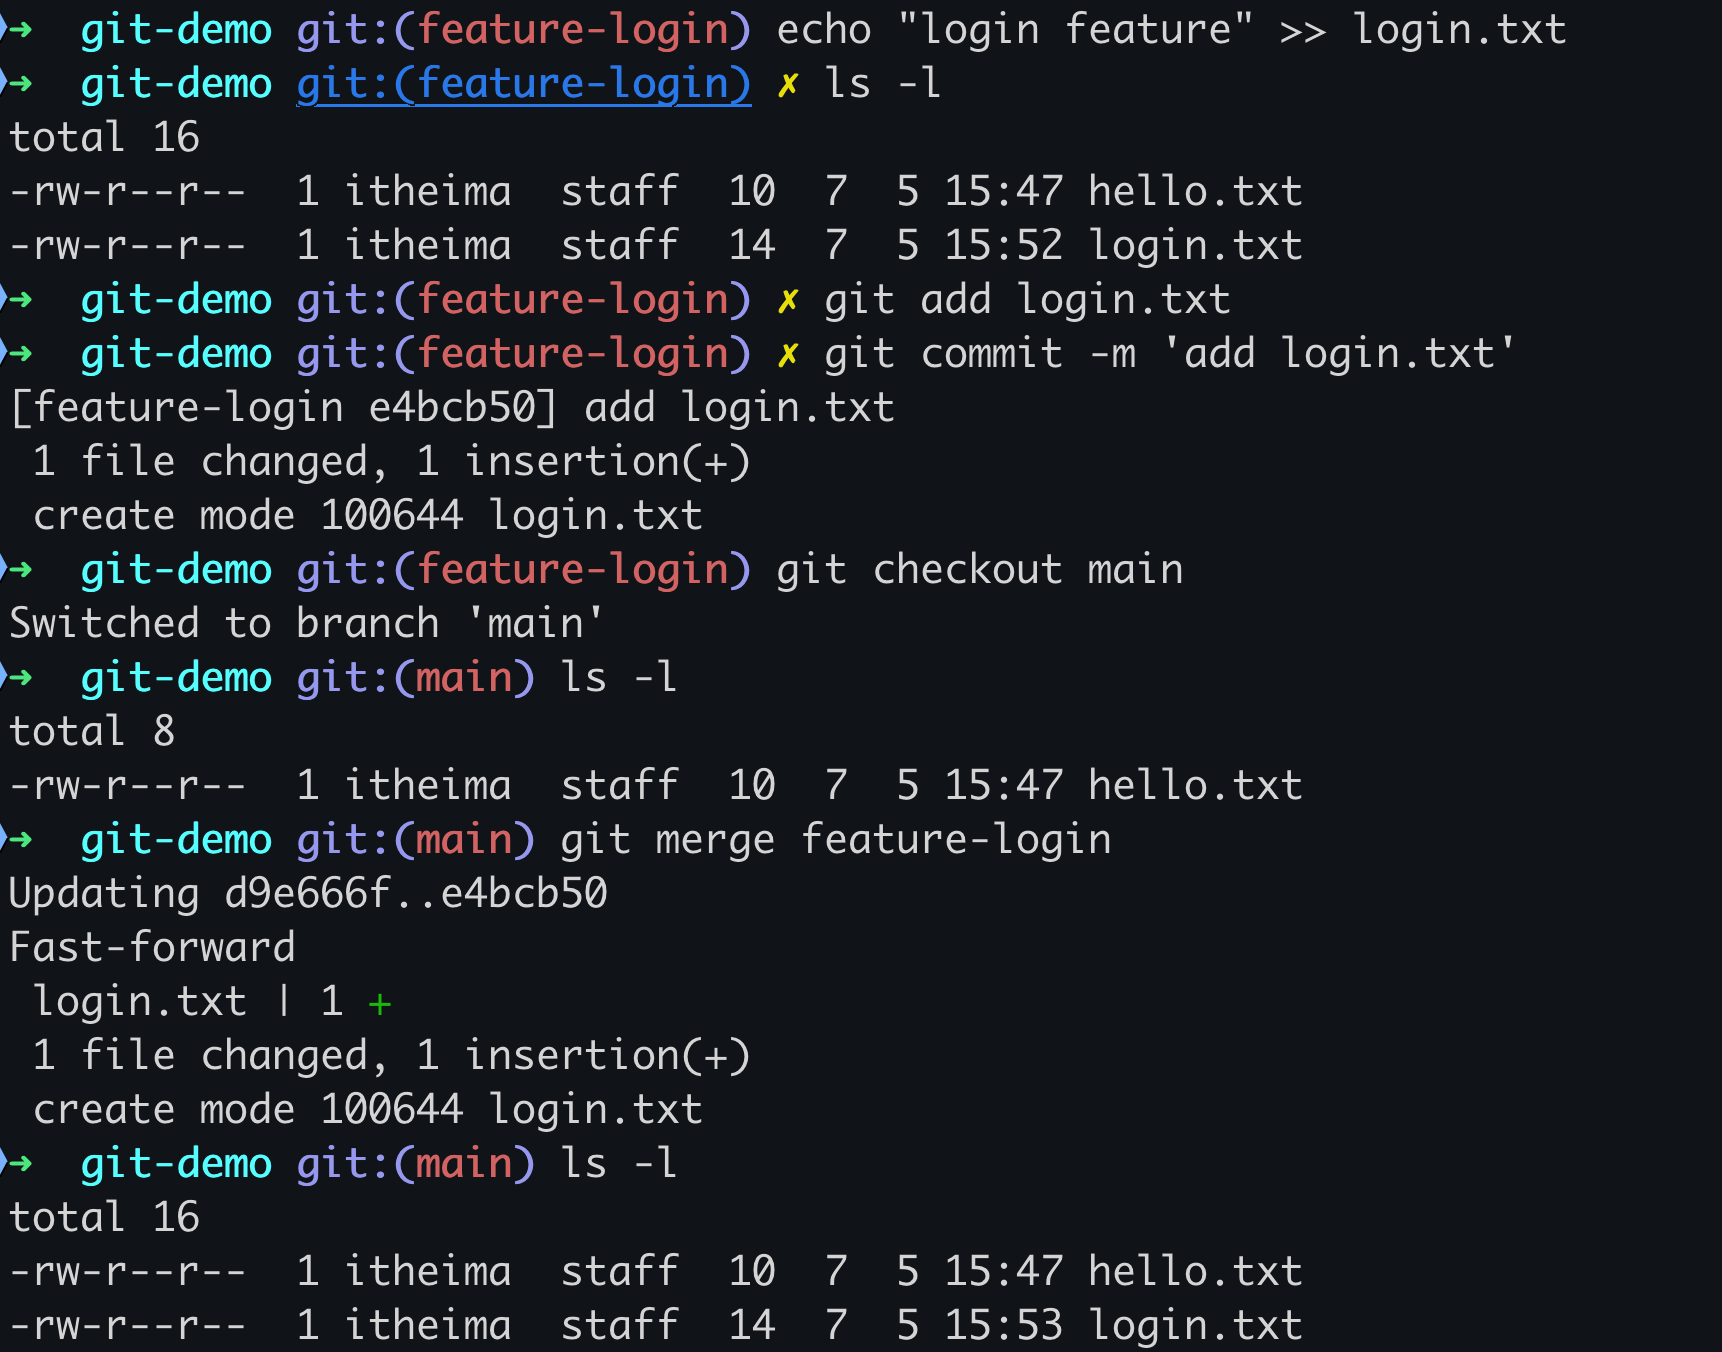 ➜  git-demo git:(feature-login) echo "login feature" >> login.txt
➜  git-demo git:(feature-login) ✗ ls -l
total 16
-rw-r--r--  1 itheima  staff  10  7  5 15:47 hello.txt
-rw-r--r--  1 itheima  staff  14  7  5 15:52 login.txt
➜  git-demo git:(feature-login) ✗ git add login.txt
➜  git-demo git:(feature-login) ✗ git commit -m 'add login.txt'
[feature-login e4bcb50] add login.txt
 1 file changed, 1 insertion(+)
 create mode 100644 login.txt
➜  git-demo git:(feature-login) git checkout main
Switched to branch 'main'
➜  git-demo git:(main) ls -l
total 8
-rw-r--r--  1 itheima  staff  10  7  5 15:47 hello.txt
➜  git-demo git:(main) git merge feature-login
Updating d9e666f..e4bcb50
Fast-forward
 login.txt | 1 +
 1 file changed, 1 insertion(+)
 create mode 100644 login.txt
➜  git-demo git:(main) ls -l
total 16
-rw-r--r--  1 itheima  staff  10  7  5 15:47 hello.txt
-rw-r--r--  1 itheima  staff  14  7  5 15:53 login.txt